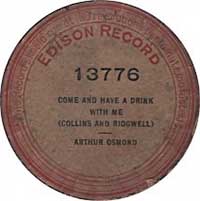 EDISON RECORD
13776
COME AND HAVE A DRINK
WITH ME
(COLLINS AND RIDGWELL)
ARTHUR OSMOND